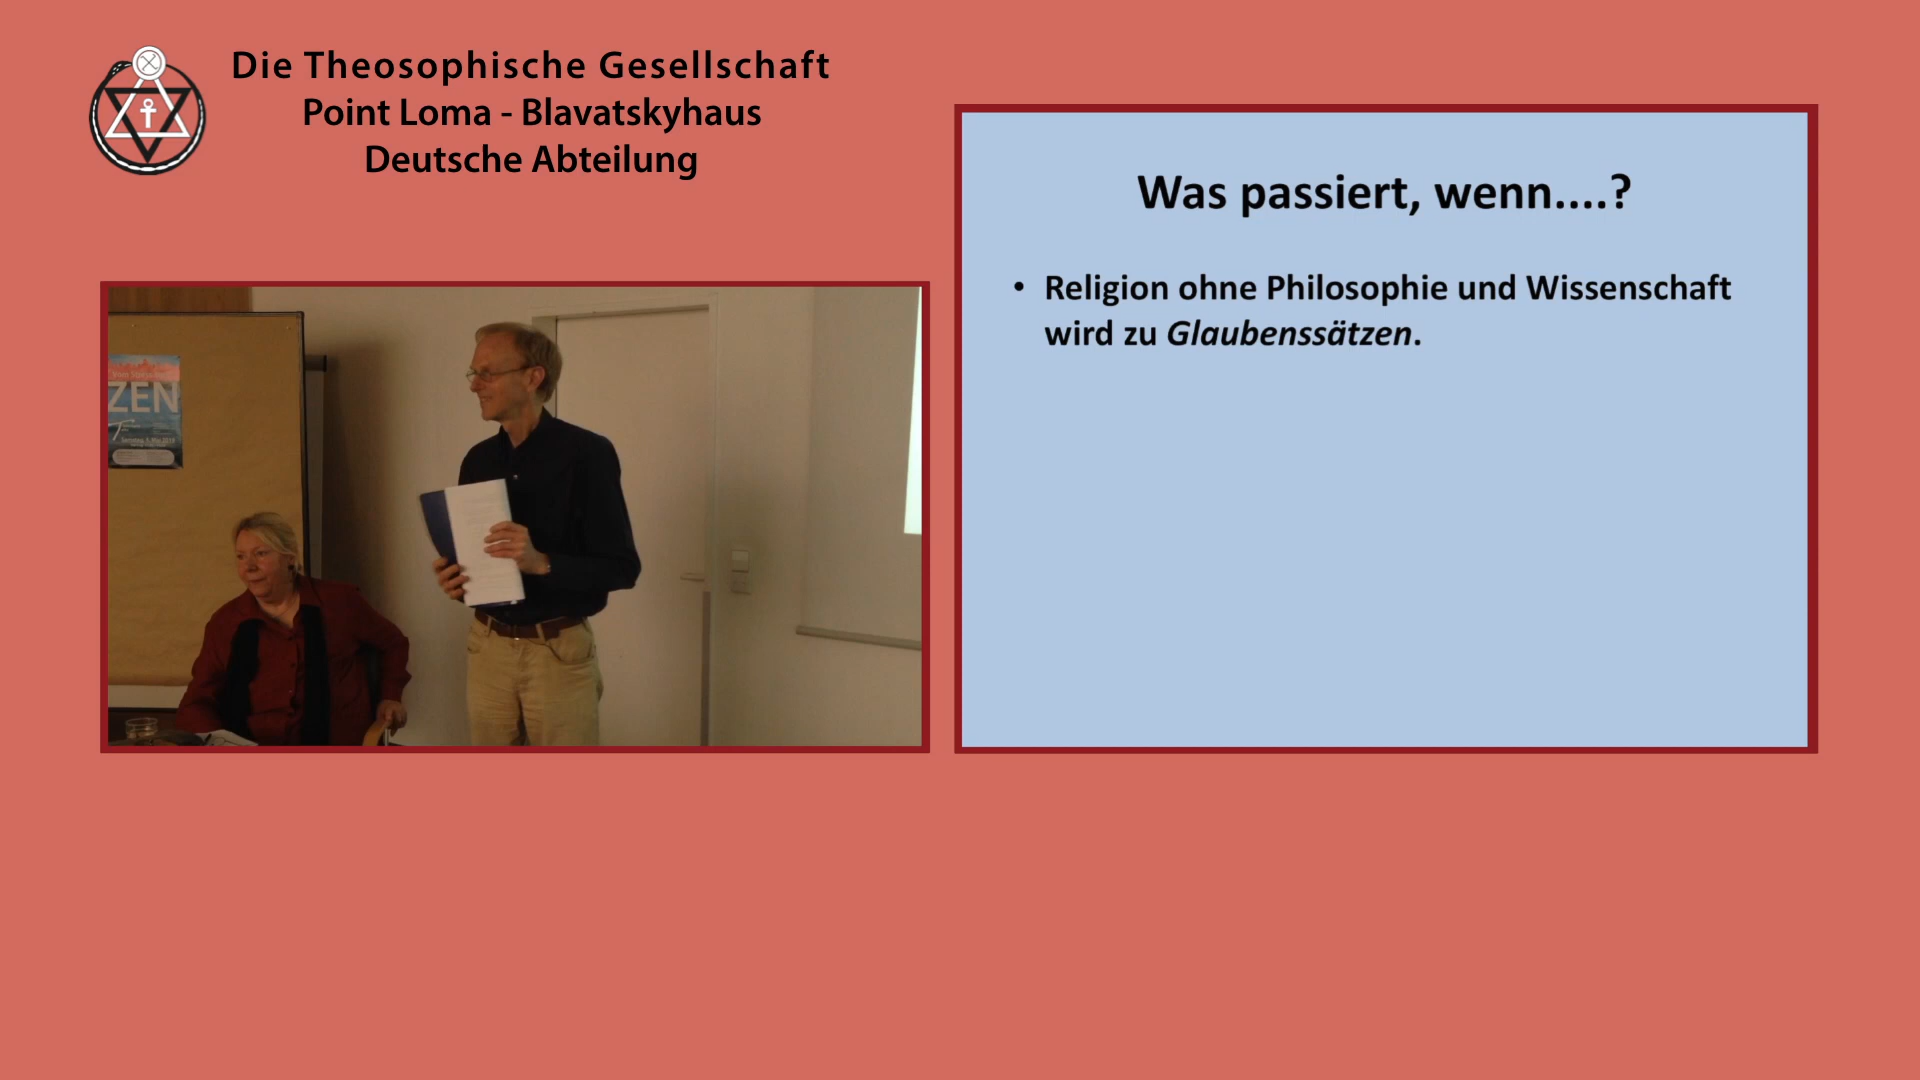 Die Theosophische Gesellschaft
Point Loma - Blavatskyhaus
Deutsche Abteilung
Was passiert, wenn....?
• Religion ohne Philosophie und Wissenschaft
wird zu Glaubenssätzen.
ZEN